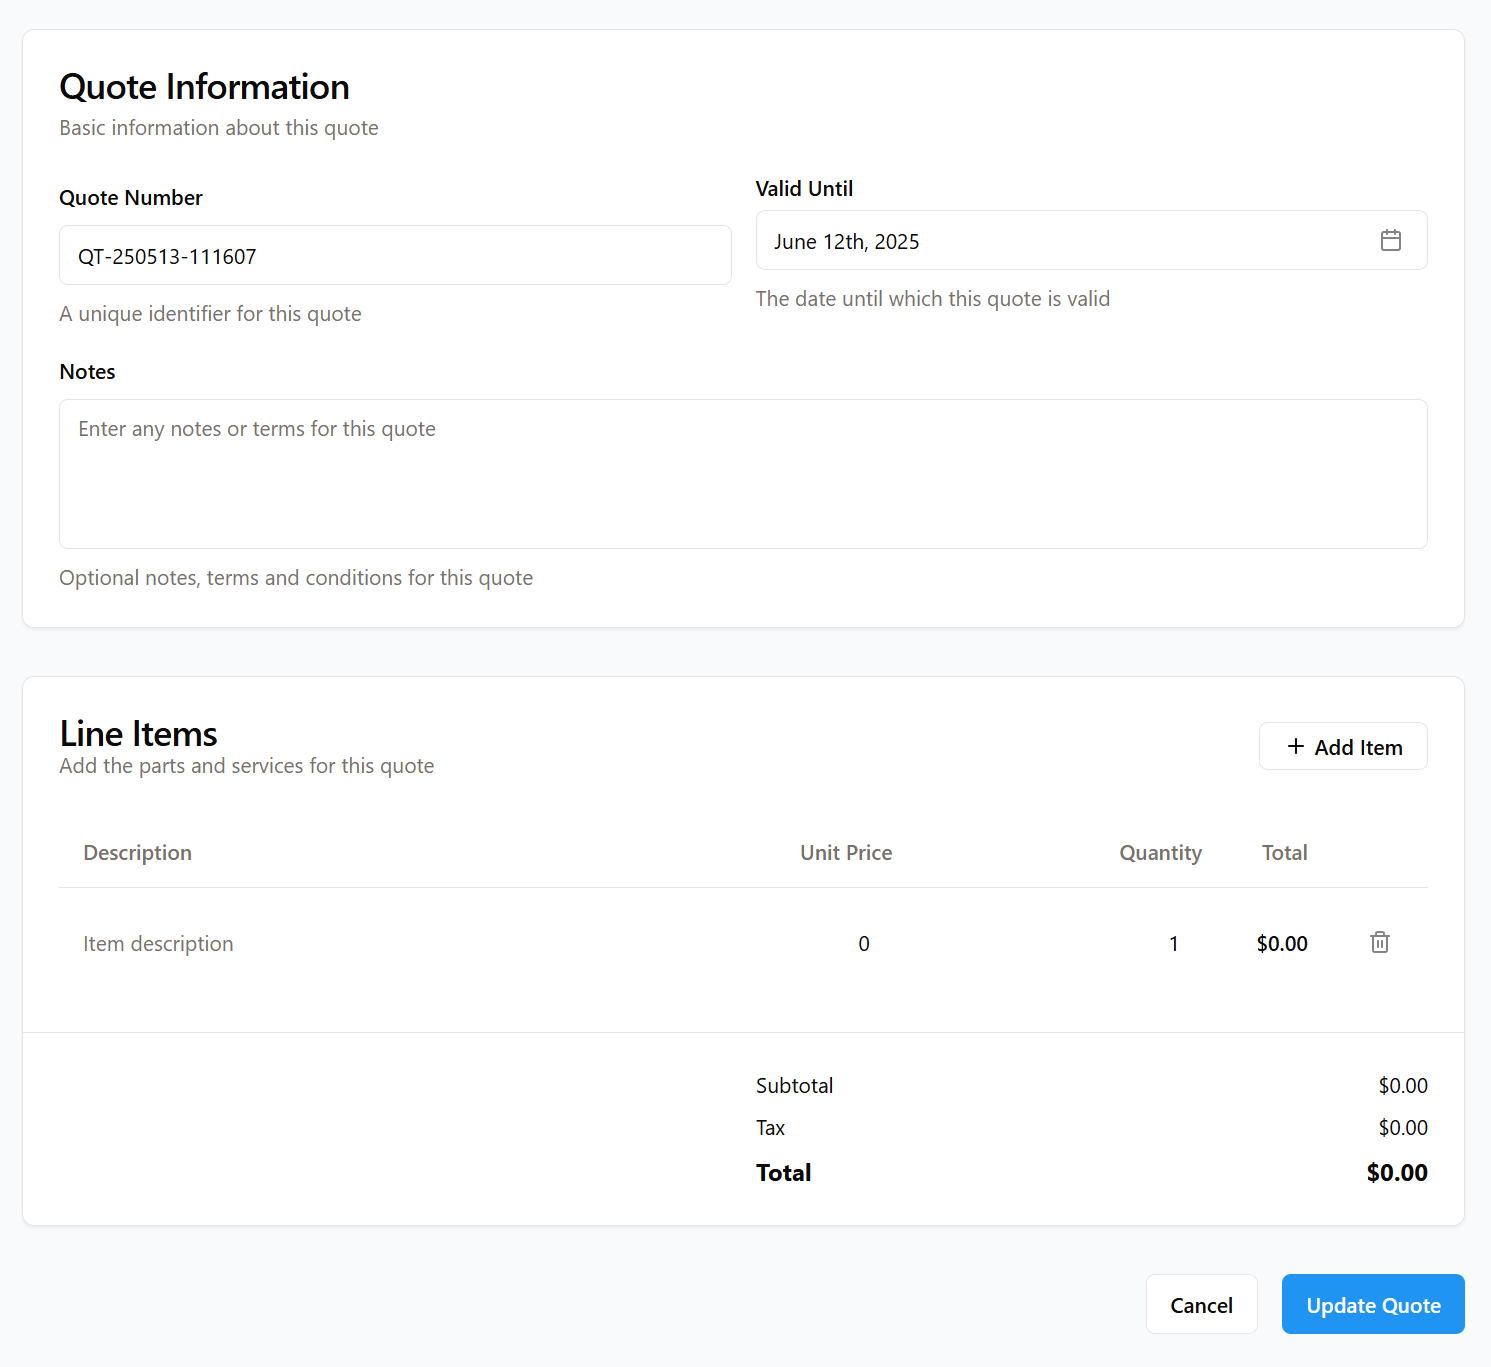 Quote Information
Basic information about this quote
Quote Number
QT-250513-111607
A unique identifier for this quote
Valid Until
June 12th, 2025
The date until which this quote is valid
Notes
Enter any notes or terms for this quote
Optional notes, terms and conditions for this quote
Line Items
Add the parts and services for this quote
Add Item
Description Unit Price Quantity Total
Item description 0 1 $0.00
Subtotal $0.00
Tax $0.00
Total $0.00
Cancel Update Quote